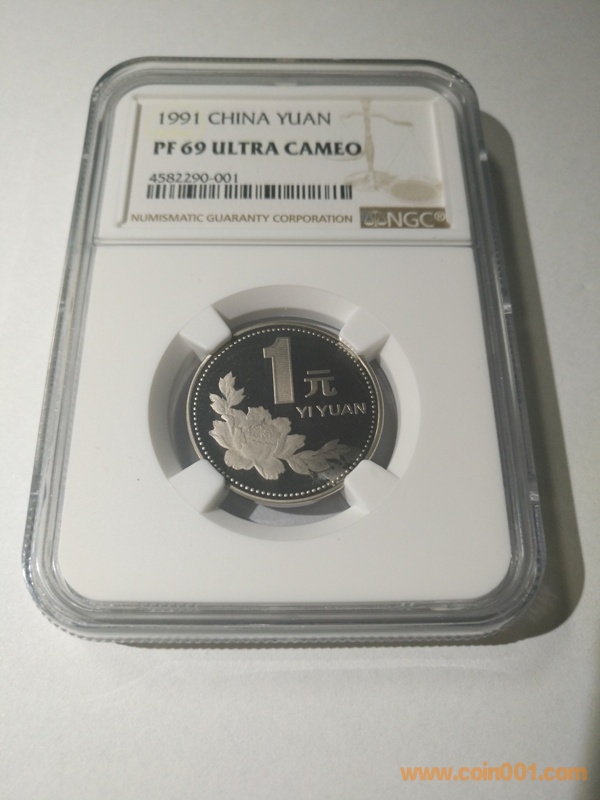 1991 CHINA YUAN
PF 69 ULTRA CAMEO
4582290-001
NUMISMATIC GUARANTY CORPORATION NGC®
1元
YI YUAN
www.coin001.com